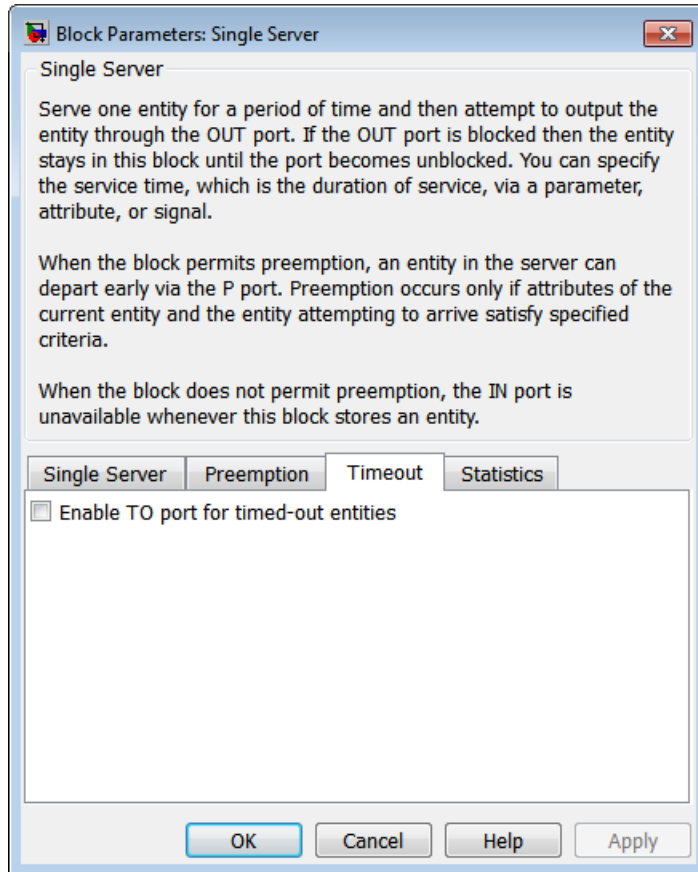 Block Parameters: Single Server
Single Server
Serve one entity for a period of time and then attempt to output the
entity through the OUT port. If the OUT port is blocked then the entity
stays in this block until the port becomes unblocked. You can specify
the service time, which is the duration of service, via a parameter,
attribute, or signal.
When the block permits preemption, an entity in the server can
depart early via the P port. Preemption occurs only if attributes of the
current entity and the entity attempting to arrive satisfy specified
criteria.
When the block does not permit preemption, the IN port is
unavailable whenever this block stores an entity.
Single Server Preemption Timeout Statistics
Enable TO port for timed-out entities
OK Cancel Help Apply